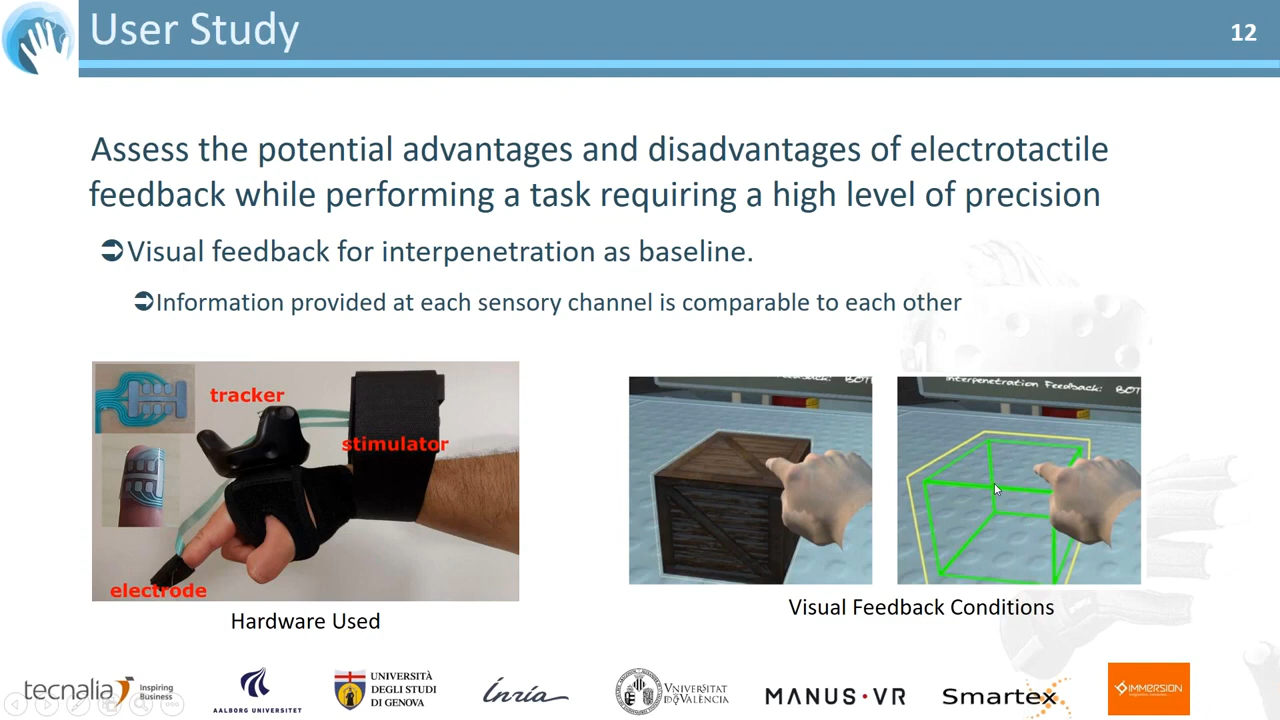 User Study
12
Assess the potential advantages and disadvantages of electrotactile
feedback while performing a task requiring a high level of precision
Visual feedback for interpenetration as baseline.
Information provided at each sensory channel is comparable to each other
tracker
stimulator
electrode
Hardware Used
BOT
Interpenetration Feedback: BOT
Visual Feedback Conditions
tecnalia Inspiring
Business
AALBORG UNIVERSITET
UNIVERSITÀ
DEGLI STUDI
DI GENOVA
Inria
VNIVERSITAT
DE VALÈNCIA
MANUS VR
Smartex
IMMERSION